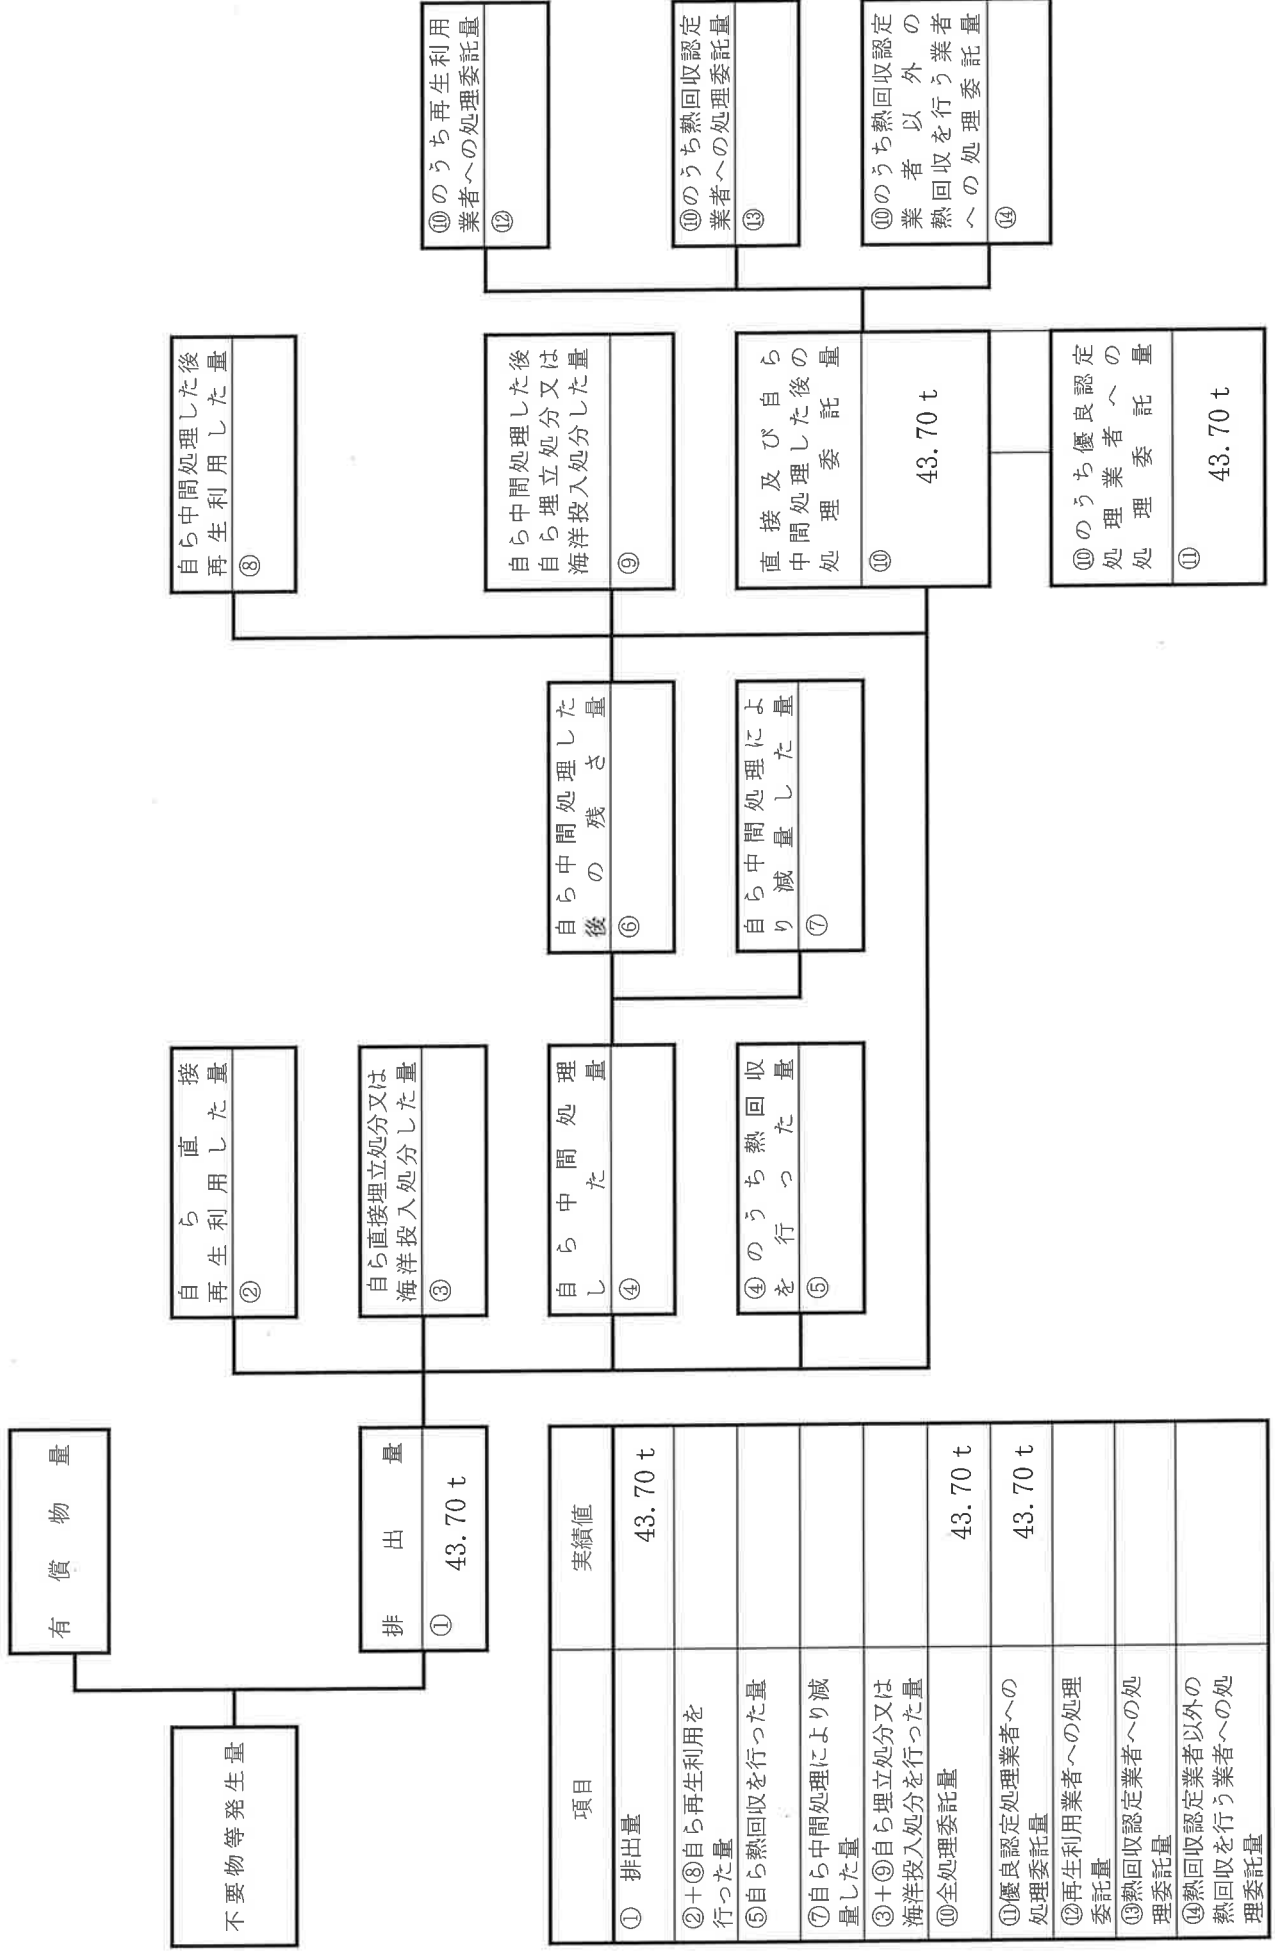 不要物等発生量
有償物量
排出量
① 43.70 t
自ら直接
再生利用した量
②
自ら直接埋立処分又は
海洋投入処分した量
③
自ら中間処理
した量
④
④のうち熱回収
を行った量
⑤
自ら中間処理した
後の残さ量
⑥
自ら中間処理によ
り減量した量
⑦
自ら中間処理した後
再生利用した量
⑧
自ら中間処理した後
自ら埋立処分又は
海洋投入処分した量
⑨
直接及び自ら
中間処理した後の
処理委託量
⑩ 43.70 t
⑩のうち優良認定
処理業者への
処理委託量
⑪ 43.70 t
⑩のうち再生利用
業者への処理委託量
⑫
⑩のうち熱回収認定
業者への処理委託量
⑬
⑩のうち熱回収認定
業者以外の
熱回収を行う業者
への処理委託量
⑭
項目 実績値
① 排出量 43.70 t
②＋⑧自ら再生利用を
行った量
⑤自ら熱回収を行った量
⑦自ら中間処理により減
量した量
③＋⑨自ら埋立処分又は
海洋投入処分を行った量
⑩全処理委託量 43.70 t
⑪優良認定処理業者への
処理委託量 43.70 t
⑫再生利用業者への処理
委託量
⑬熱回収認定業者への処
理委託量
⑭熱回収認定業者以外の
熱回収を行う業者への処
理委託量